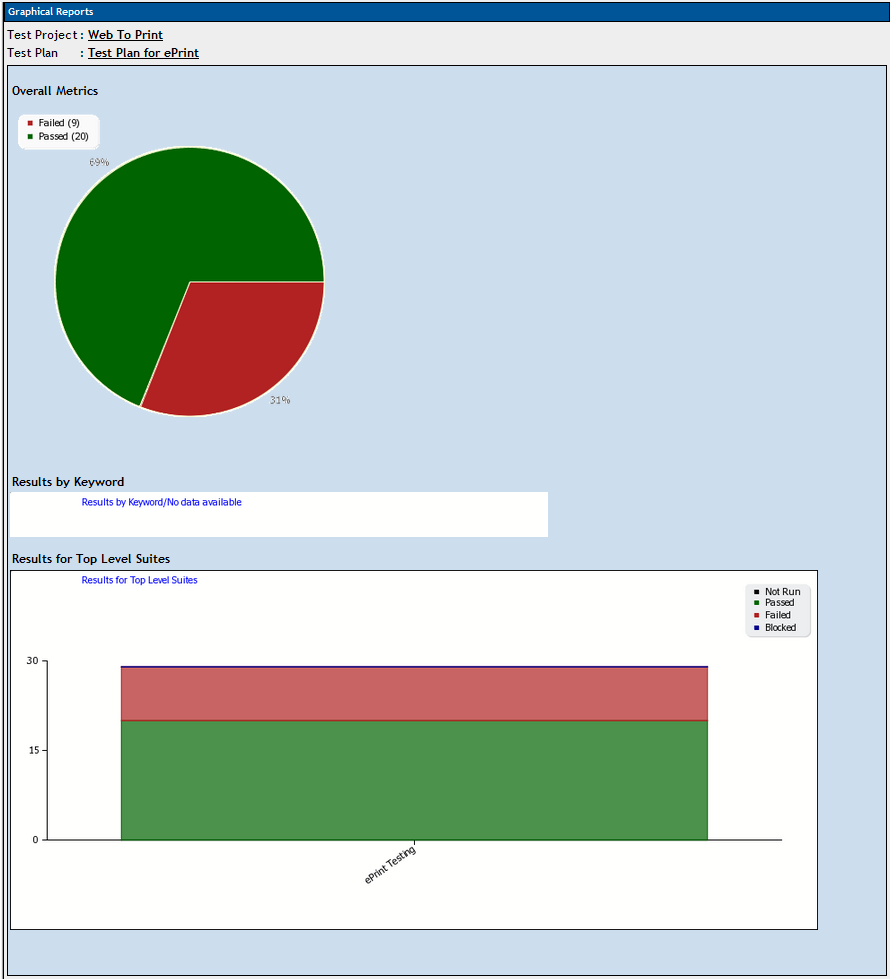 Graphical Reports
Test Project : Web To Print
Test Plan : Test Plan for ePrint
Overall Metrics
Failed (9)
Passed (20)
69%
31%
Results by Keyword
Results by Keyword/No data available
Results for Top Level Suites
Results for Top Level Suites
Not Run
Passed
Failed
Blocked
30
15
0
ePrint Testing